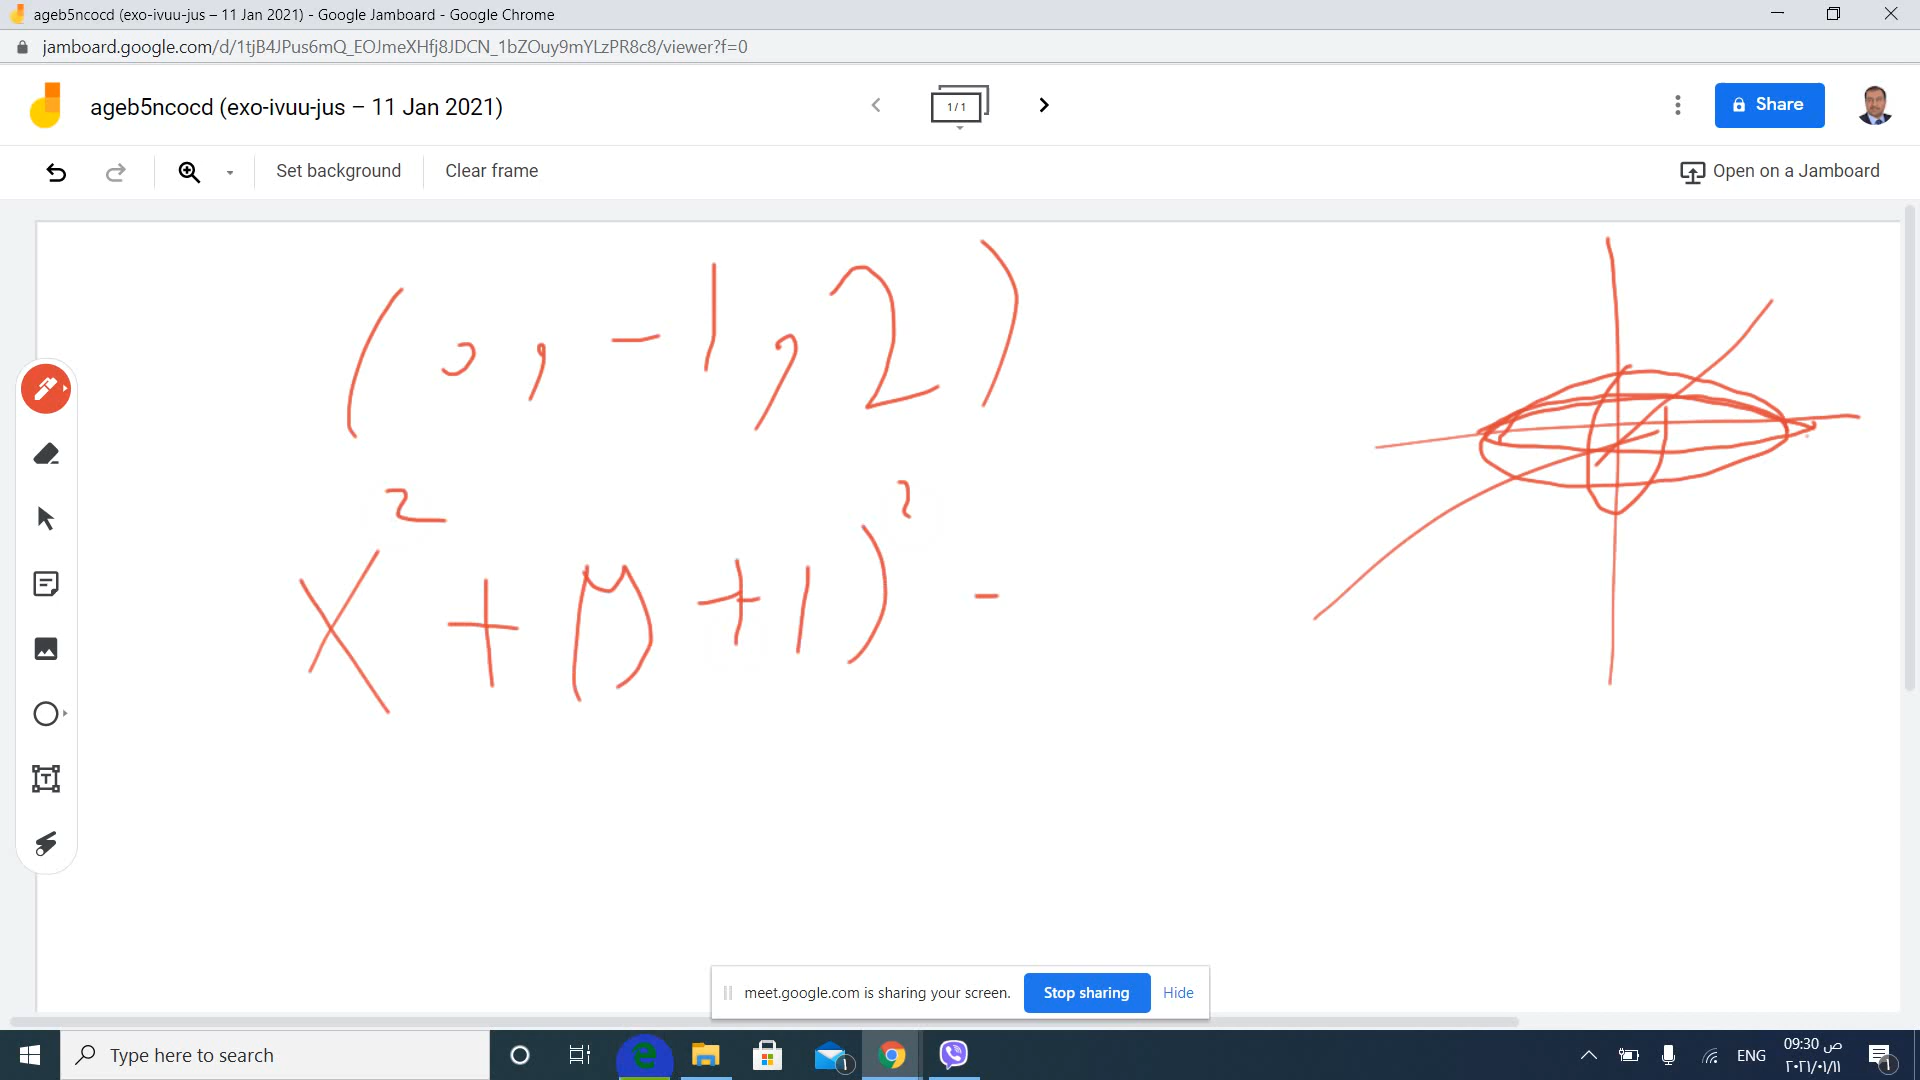 ageb5ncocd (exo-ivuu-jus – 11 Jan 2021) - Google Jamboard - Google Chrome
jamboard.google.com/d/1tjB4JPus6mQ_EOJmeXHfj8JDCN_1bZOuy9mYLzPR8c8/viewer?f=0
ageb5ncocd (exo-ivuu-jus – 11 Jan 2021)
1/1
Share
Set background
Clear frame
Open on a Jamboard
(0, -1, 2)
x² + (y + 1)² -
meet.google.com is sharing your screen.
Stop sharing
Hide
Type here to search
ENG
09:30 ص
٢٠٢١/٠١/١١